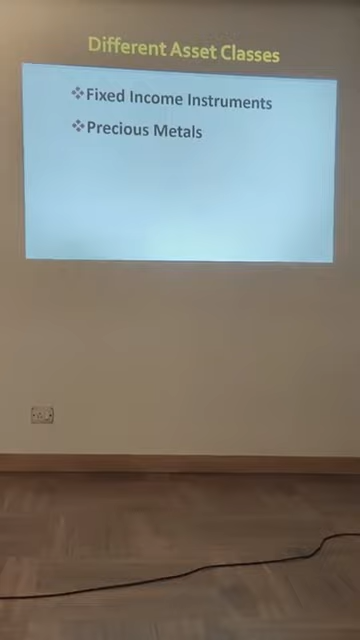 Different Asset Classes
❖Fixed Income Instruments
❖Precious Metals